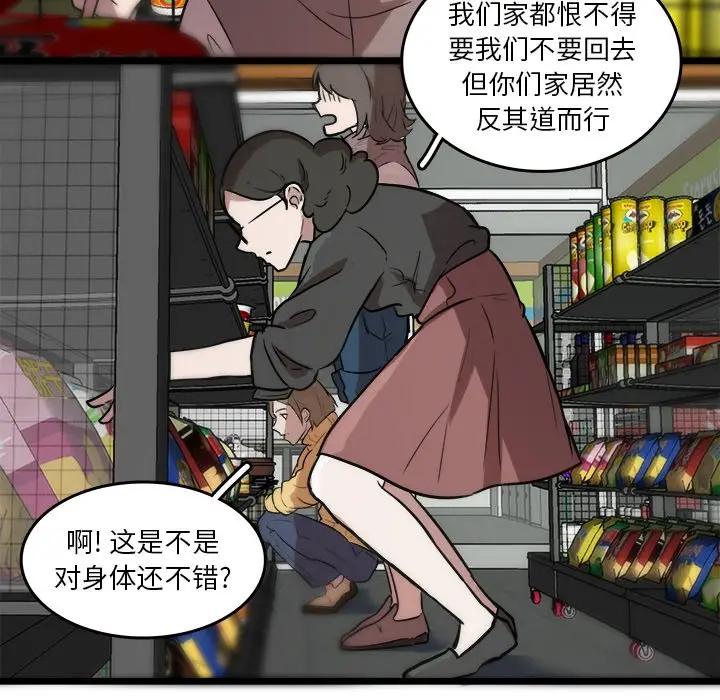 我们家都恨不得
要我们不要回去
但你们家居然
反其道而行
啊! 这是不是
对身体还不错?